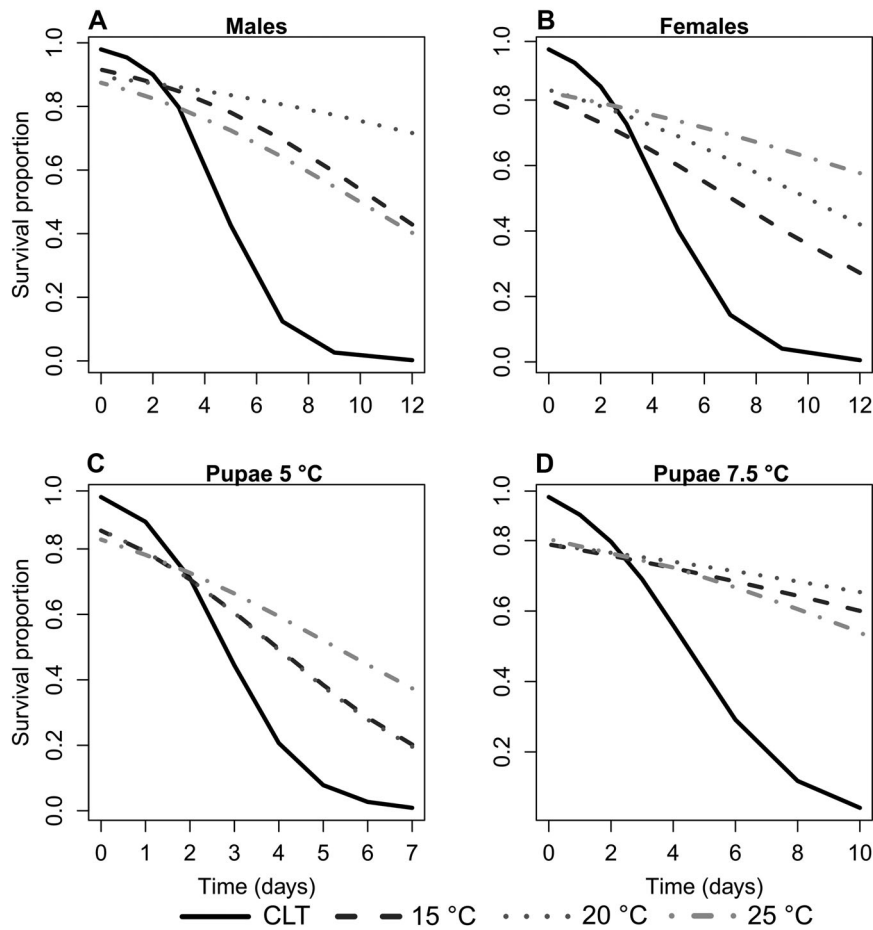 A
Males
1.0
0.8
0.6
0.4
0.2
0.0
Survival proportion
0 2 4 6 8 10 12
B
Females
1.0
0.8
0.6
0.4
0.2
0.0
0 2 4 6 8 10 12
C
Pupae 5 °C
1.0
0.8
0.6
0.4
0.2
0.0
Survival proportion
0 1 2 3 4 5 6 7
Time (days)
D
Pupae 7.5 °C
1.0
0.8
0.6
0.4
0.2
0 2 4 6 8 10
Time (days)
CLT 15 °C 20 °C 25 °C